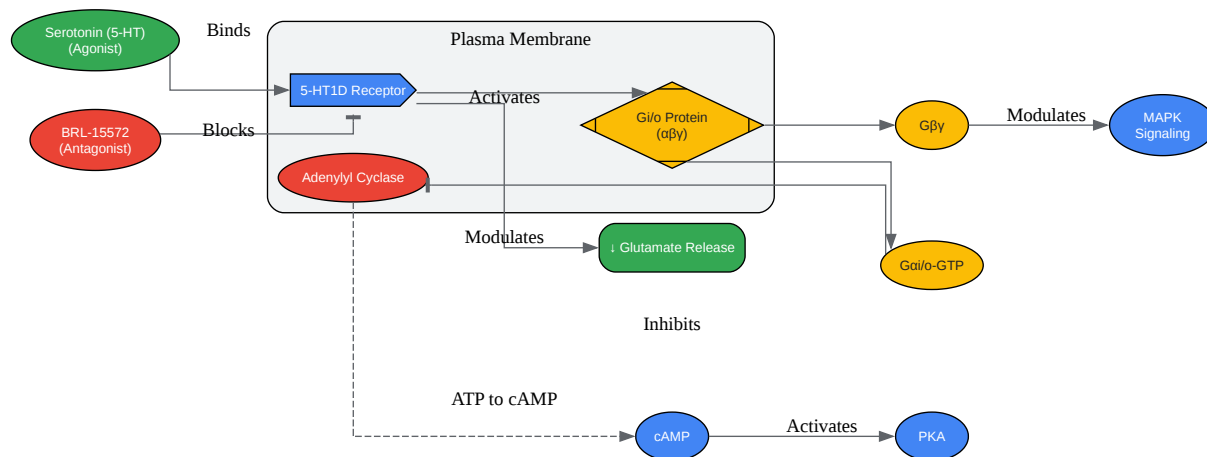 Serotonin (5-HT)
(Agonist)
Binds
Plasma Membrane
5-HT1D Receptor
Activates
Gi/o Protein
(αβγ)
Gβγ
Modulates
MAPK
Signaling
BRL-15572
(Antagonist)
Blocks
Adenylyl Cyclase
Modulates
↓ Glutamate Release
Gαi/o-GTP
Inhibits
ATP to cAMP
cAMP
Activates
PKA